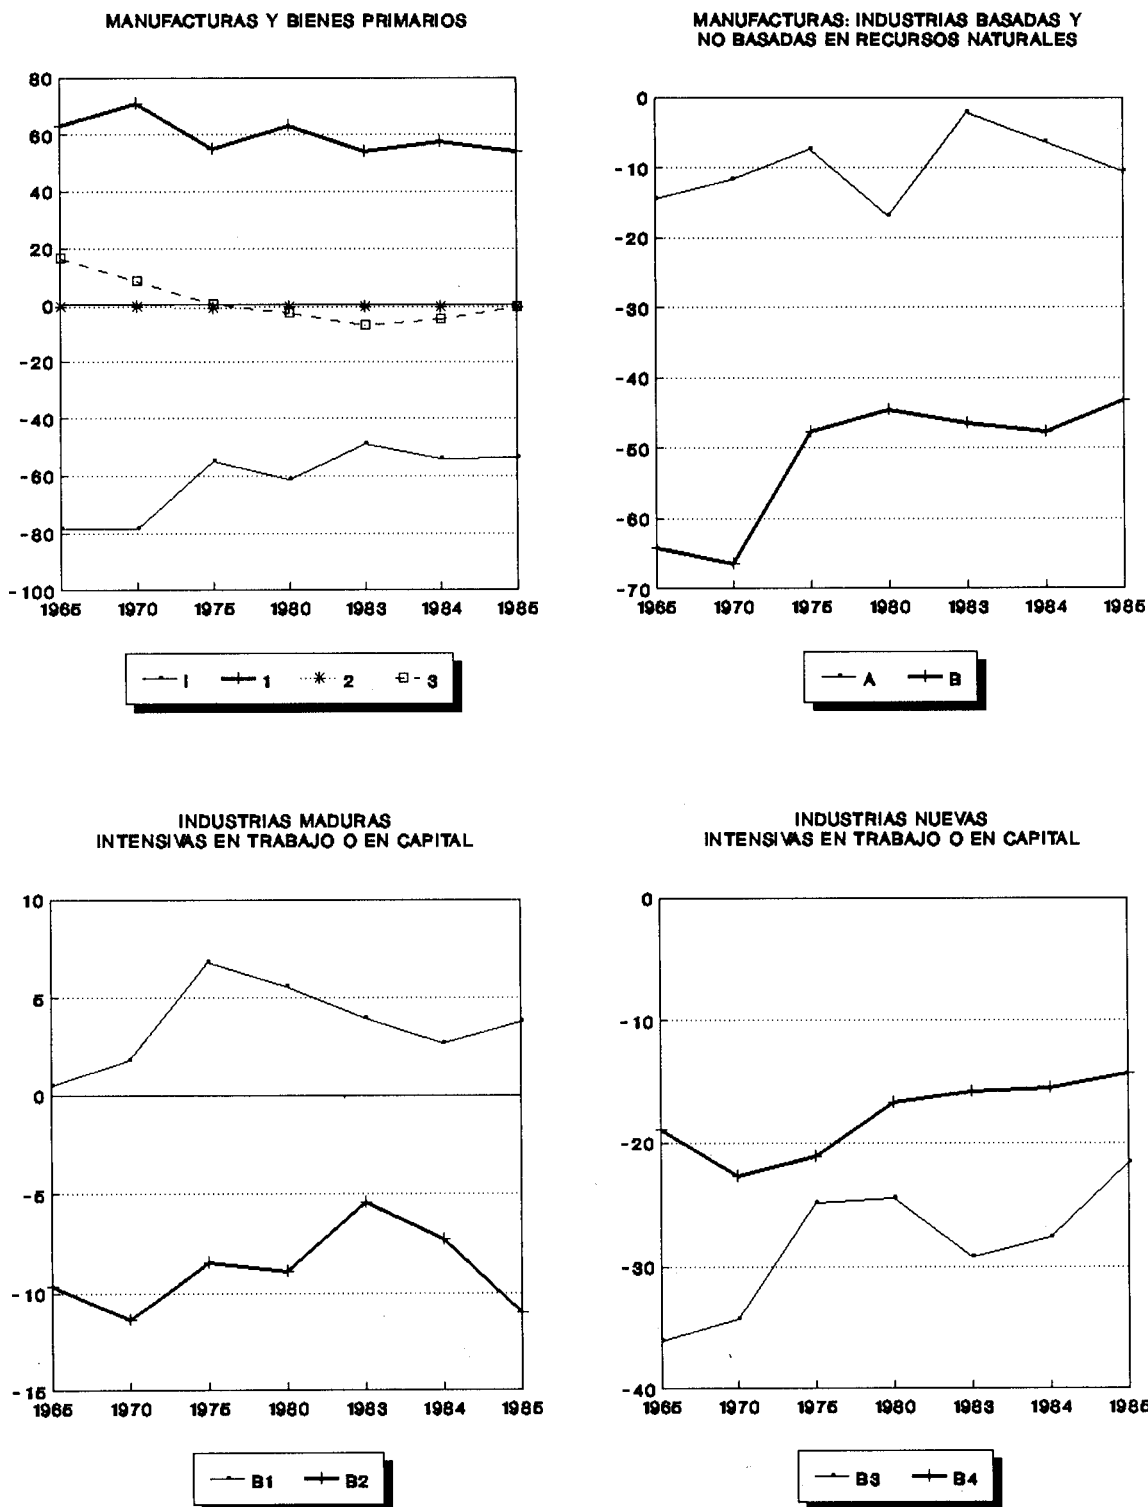 MANUFACTURAS Y BIENES PRIMARIOS
80
60
40
20
0
-20
-40
-60
-80
-100
1965 1970 1975 1980 1983 1984 1985
I 1 2 3
MANUFACTURAS: INDUSTRIAS BASADAS Y
NO BASADAS EN RECURSOS NATURALES
0
-10
-20
-30
-40
-50
-60
-70
1965 1970 1975 1980 1983 1984 1985
A B
INDUSTRIAS MADURAS
INTENSIVAS EN TRABAJO O EN CAPITAL
10
5
0
-5
-10
-15
1965 1970 1975 1980 1983 1984 1985
B1 B2
INDUSTRIAS NUEVAS
INTENSIVAS EN TRABAJO O EN CAPITAL
0
-10
-20
-30
-40
1965 1970 1975 1980 1983 1984 1985
B3 B4